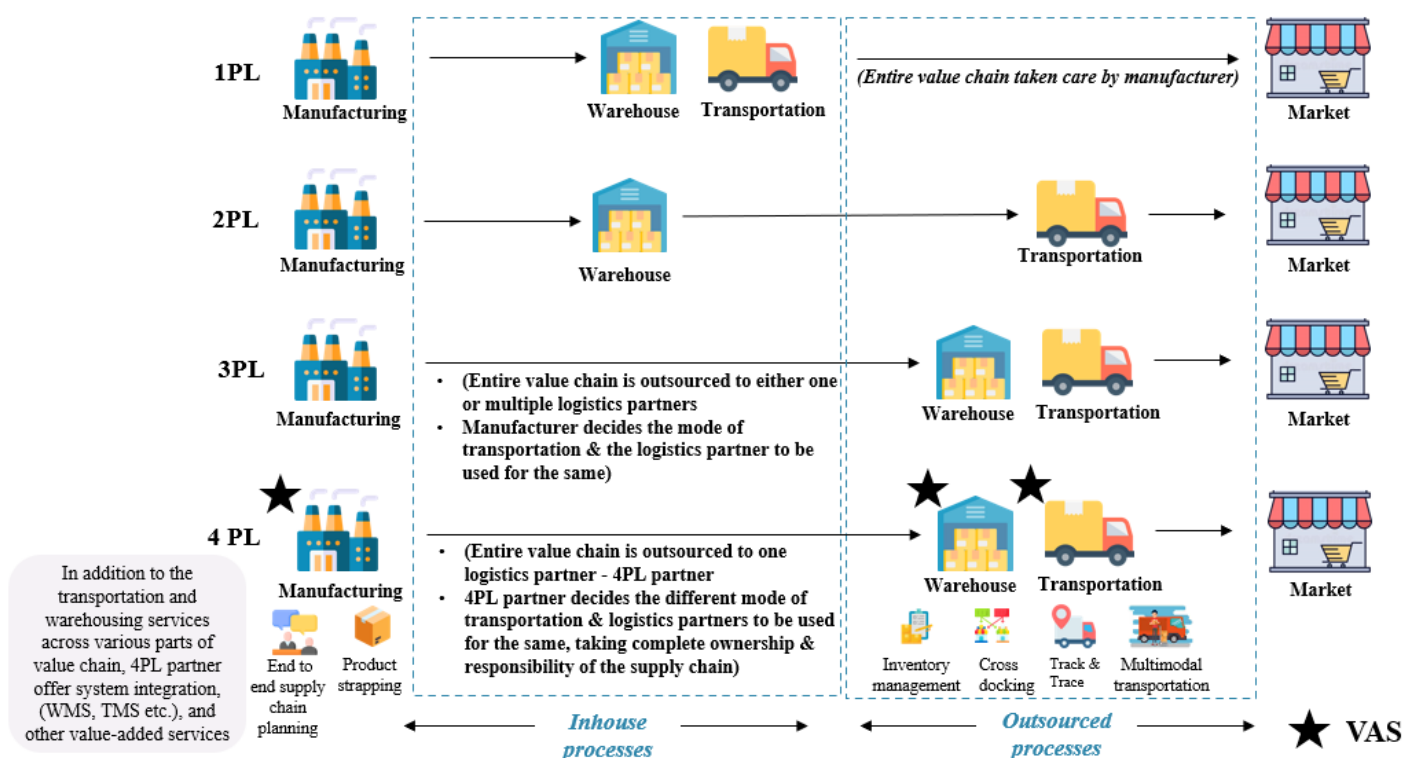 1PL
Manufacturing
Warehouse
Transportation
(Entire value chain taken care by manufacturer)
Market
2PL
Manufacturing
Warehouse
Transportation
Market
3PL
Manufacturing
• (Entire value chain is outsourced to either one
or multiple logistics partners
• Manufacturer decides the mode of
transportation & the logistics partner to be
used for the same)
Warehouse
Transportation
Market
4 PL
Manufacturing
• (Entire value chain is outsourced to one
logistics partner - 4PL partner
• 4PL partner decides the different mode of
transportation & logistics partners to be used
for the same, taking complete ownership &
responsibility of the supply chain)
Warehouse
Transportation
Market
In addition to the
transportation and
warehousing services
across various parts of
value chain, 4PL partner
offer system integration,
(WMS, TMS etc.), and
other value-added services
End to
end supply
chain
planning
Product
strapping
Inventory
management
Cross
docking
Track &
Trace
Multimodal
transportation
Inhouse
processes
Outsourced
processes
VAS